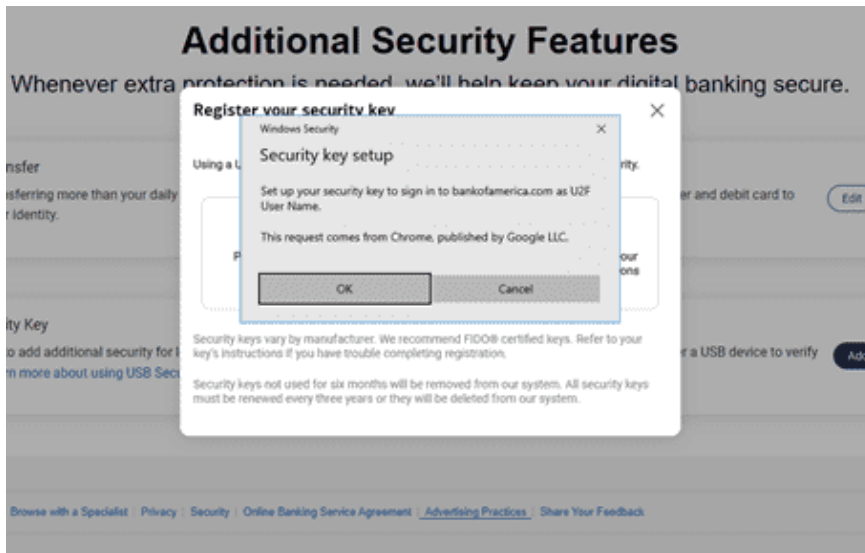 Additional Security Features
Whenever extra protection is needed, we'll help keep your digital banking secure.
Register your security key
Using a U
rity.
Windows Security
Security key setup
Set up your security key to sign in to bankofamerica.com as U2F
User Name.
This request comes from Chrome, published by Google LLC.
OK
Cancel
P
our
ons
Security keys vary by manufacturer. We recommend FIDO® certified keys. Refer to your
key's instructions if you have trouble completing registration.
Security keys not used for six months will be removed from our system. All security keys
must be renewed every three years or they will be deleted from our system.
nsfer
nsferring more than your daily
r identity.
er and debit card to
Edit
ity Key
to add additional security for l
rn more about using USB Secu
r a USB device to verify
Add
Browse with a Specialist
Privacy
Security
Online Banking Service Agreement
Advertising Practices
Share Your Feedback